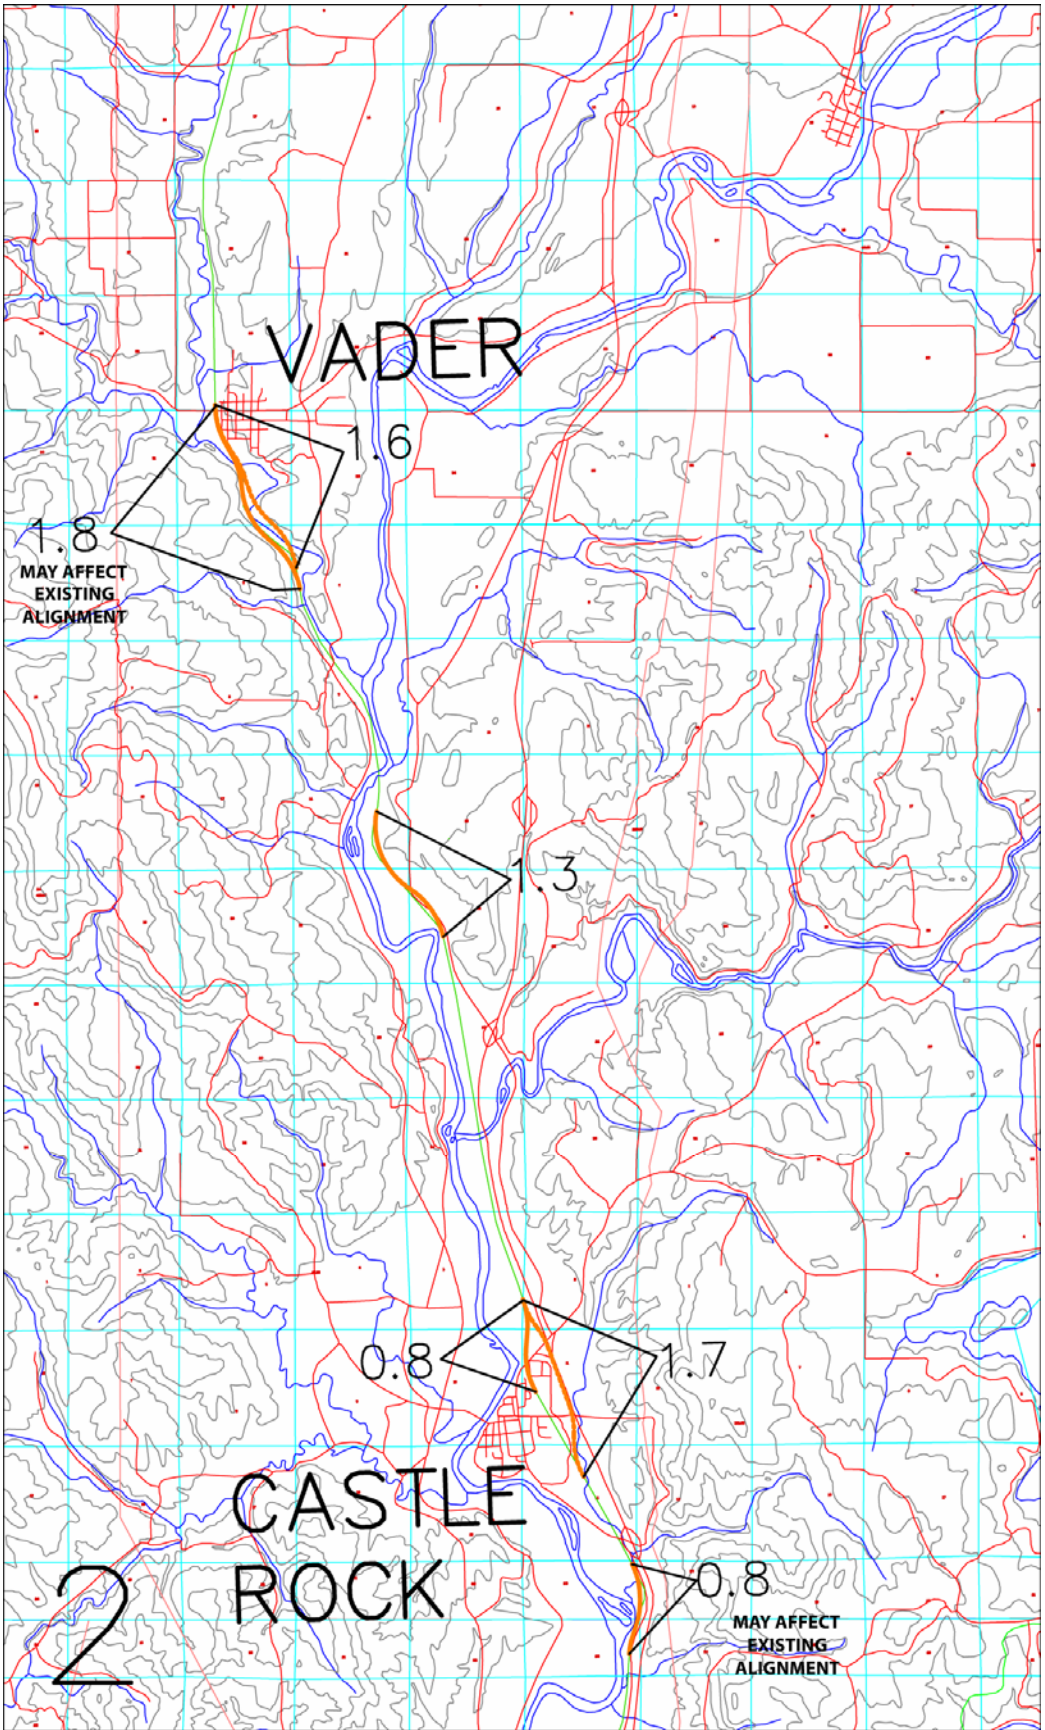 VADER
1.6
1.8
MAY AFFECT
EXISTING
ALIGNMENT
1.3
0.8
1.7
CASTLE
ROCK
2
0.8
MAY AFFECT
EXISTING
ALIGNMENT